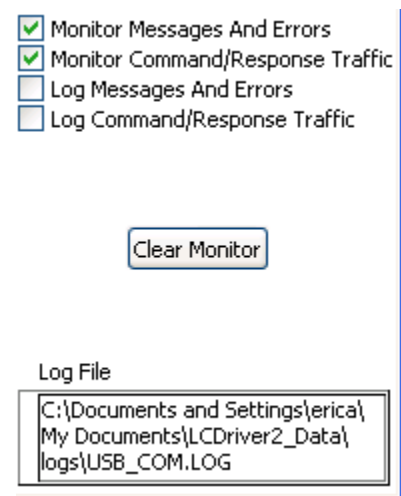 Monitor Messages And Errors
Monitor Command/Response Traffic
Log Messages And Errors
Log Command/Response Traffic
Clear Monitor
Log File
C:\Documents and Settings\erica\
My Documents\LCDriver2_Data\
logs\USB_COM.LOG